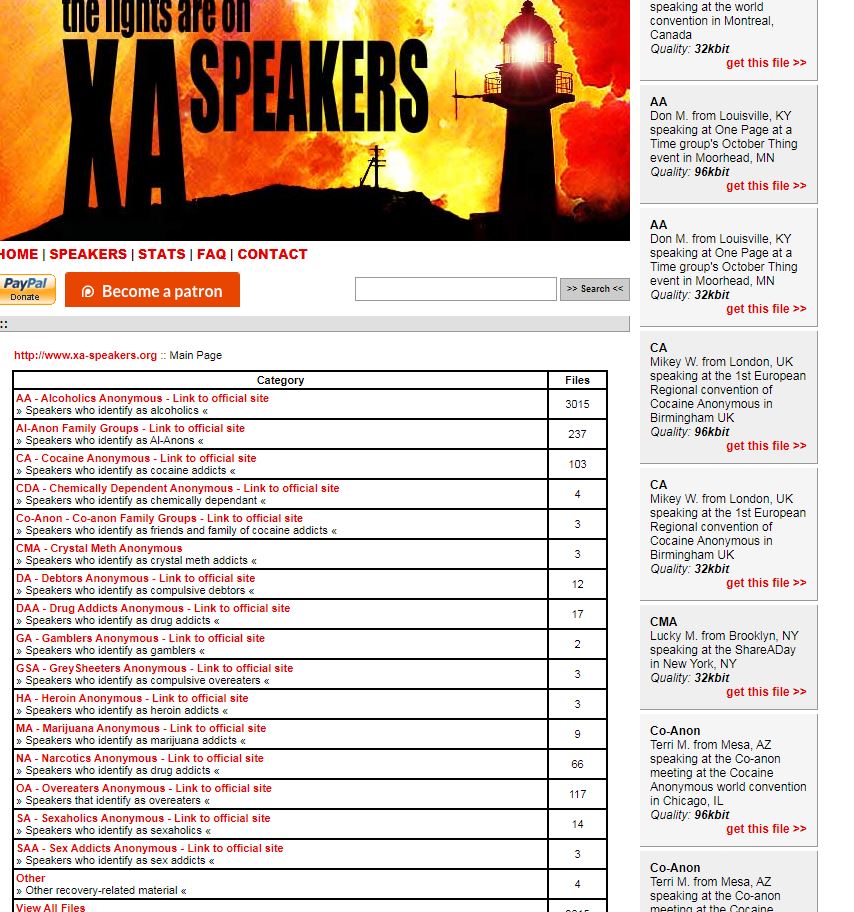 the lights are on
XA SPEAKERS
HOME | SPEAKERS | STATS | FAQ | CONTACT
PayPal
Donate
Become a patron
>> Search <<
::
http://www.xa-speakers.org :: Main Page
Category Files
AA - Alcoholics Anonymous - Link to official site
» Speakers who identify as alcoholics «
3015
Al-Anon Family Groups - Link to official site
» Speakers who identify as Al-Anons «
237
CA - Cocaine Anonymous - Link to official site
» Speakers who identify as cocaine addicts «
103
CDA - Chemically Dependent Anonymous - Link to official site
» Speakers who identify as chemically dependant «
4
Co-Anon - Co-anon Family Groups - Link to official site
» Speakers who identify as friends and family of cocaine addicts «
3
CMA - Crystal Meth Anonymous
» Speakers who identify as crystal meth addicts «
3
DA - Debtors Anonymous - Link to official site
» Speakers who identify as compulsive debtors «
12
DAA - Drug Addicts Anonymous - Link to official site
» Speakers who identify as drug addicts «
17
GA - Gamblers Anonymous - Link to official site
» Speakers who identify as gamblers «
2
GSA - GreySheeters Anonymous - Link to official site
» Speakers who identify as compulsive overeaters «
3
HA - Heroin Anonymous - Link to official site
» Speakers who identify as heroin addicts «
3
MA - Marijuana Anonymous - Link to official site
» Speakers who identify as marijuana addicts «
9
NA - Narcotics Anonymous - Link to official site
» Speakers who identify as drug addicts «
66
OA - Overeaters Anonymous - Link to official site
» Speakers that identify as overeaters «
117
SA - Sexaholics Anonymous - Link to official site
» Speakers who identify as sexaholics «
14
SAA - Sex Addicts Anonymous - Link to official site
» Speakers who identify as sex addicts «
3
Other
» Other recovery-related material «
4
View All Files
speaking at the world
convention in Montreal,
Canada
Quality: 32kbit
get this file >>
AA
Don M. from Louisville, KY
speaking at One Page at a
Time group's October Thing
event in Moorhead, MN
Quality: 96kbit
get this file >>
AA
Don M. from Louisville, KY
speaking at One Page at a
Time group's October Thing
event in Moorhead, MN
Quality: 32kbit
get this file >>
CA
Mikey W. from London, UK
speaking at the 1st European
Regional convention of
Cocaine Anonymous in
Birmingham UK
Quality: 96kbit
get this file >>
CA
Mikey W. from London, UK
speaking at the 1st European
Regional convention of
Cocaine Anonymous in
Birmingham UK
Quality: 32kbit
get this file >>
CMA
Lucky M. from Brooklyn, NY
speaking at the ShareADay
in New York, NY
Quality: 32kbit
get this file >>
Co-Anon
Terri M. from Mesa, AZ
speaking at the Co-anon
meeting at the Cocaine
Anonymous world convention
in Chicago, IL
Quality: 96kbit
get this file >>
Co-Anon
Terri M. from Mesa, AZ
speaking at the Co-anon
meeting at the Cocaine